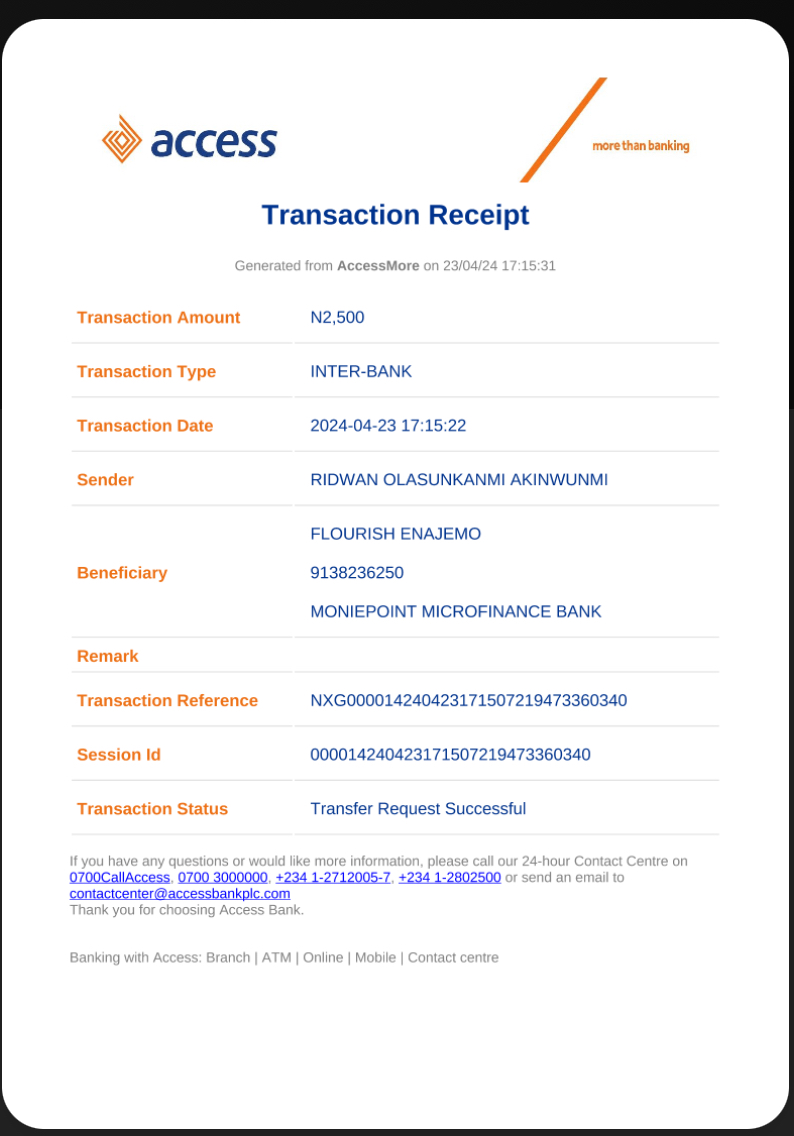 access
more than banking
Transaction Receipt
Generated from AccessMore on 23/04/24 17:15:31
Transaction Amount N2,500
Transaction Type INTER-BANK
Transaction Date 2024-04-23 17:15:22
Sender RIDWAN OLASUNKANMI AKINWUNMI
Beneficiary FLOURISH ENAJEMO
9138236250
MONIEPOINT MICROFINANCE BANK
Remark
Transaction Reference NXG000014240423171507219473360340
Session Id 000014240423171507219473360340
Transaction Status Transfer Request Successful
If you have any questions or would like more information, please call our 24-hour Contact Centre on
0700CallAccess, 0700 3000000, +234 1-2712005-7, +234 1-2802500 or send an email to
contactcenter@accessbankplc.com
Thank you for choosing Access Bank.
Banking with Access: Branch | ATM | Online | Mobile | Contact centre